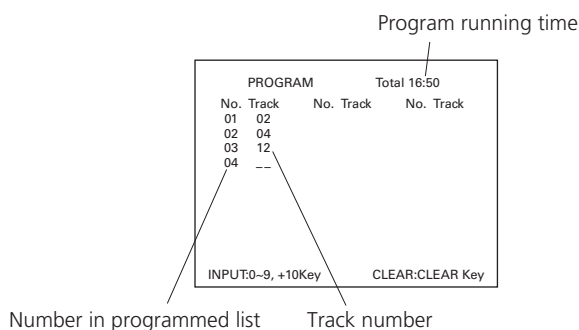 Program running time
PROGRAM Total 16:50
No. Track No. Track No. Track
01 02
02 04
03 12
04 _ _
INPUT:0~9, +10Key CLEAR:CLEAR Key
Number in programmed list Track number